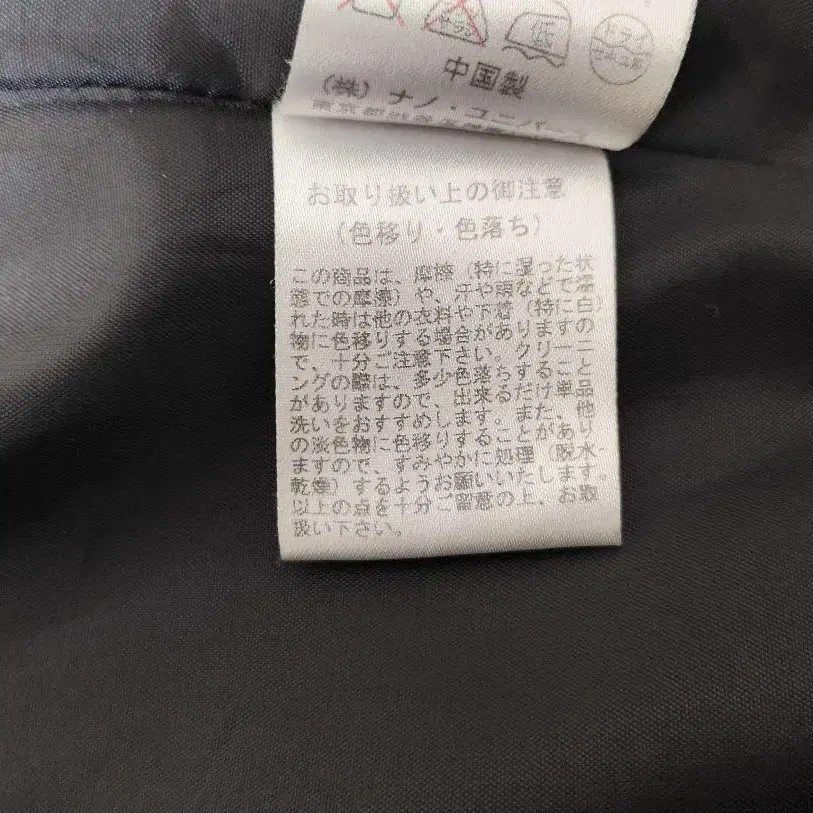 サラシ
低
ドライ
中国製
(株) ナノ・ユニバース
東京都
お取り扱い上の御注意
(色移り・色落ち)
この商品は、摩擦(特に湿った状
態での摩擦)や、汗や雨などで濡
れた時は他の衣料や下着(特に白
物に色移りする場合があります の
で、十分ご注意下さい。クリーニ
ングの際は、多少色落ちすること
がありますので、出来るだけ単品
洗いをおすすめします。また、他
の淡色物に色移りすることがあり
ますので、すみやかに処理(脱水-
乾燥)するようお願いいたします。
以上の点を十分ご留意の上、お取
扱い下さい。